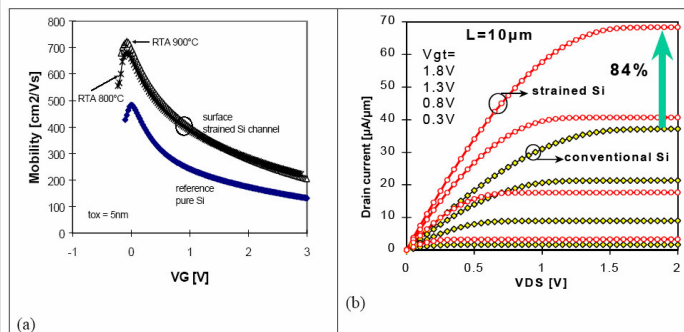 Mobility [cm2/Vs]
800
700
600
500
400
300
200
100
0
-1
0
1
2
3
VG [V]
RTA 900°C
RTA 800°C
surface
strained Si channel
reference
pure Si
tox = 5nm
(a)
Drain current [µA/µm]
70
60
50
40
30
20
10
0
0
0.5
1
1.5
2
VDS [V]
L=10µm
Vgt=
1.8V
1.3V
0.8V
0.3V
84%
strained Si
conventional Si
(b)